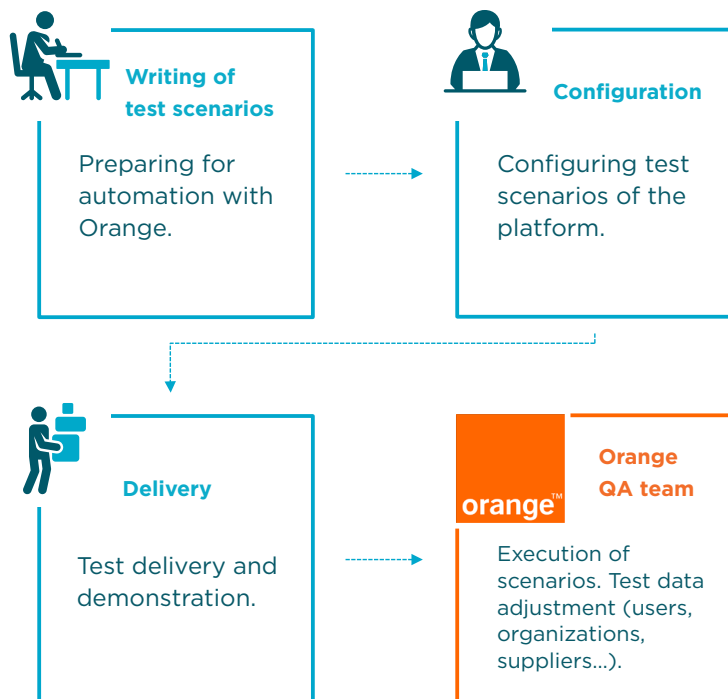 Writing of
test scenarios
Preparing for
automation with
Orange.
Configuration
Configuring test
scenarios of the
platform.
Delivery
Test delivery and
demonstration.
orange™
Orange
QA team
Execution of
scenarios. Test data
adjustment (users,
organizations,
suppliers...).